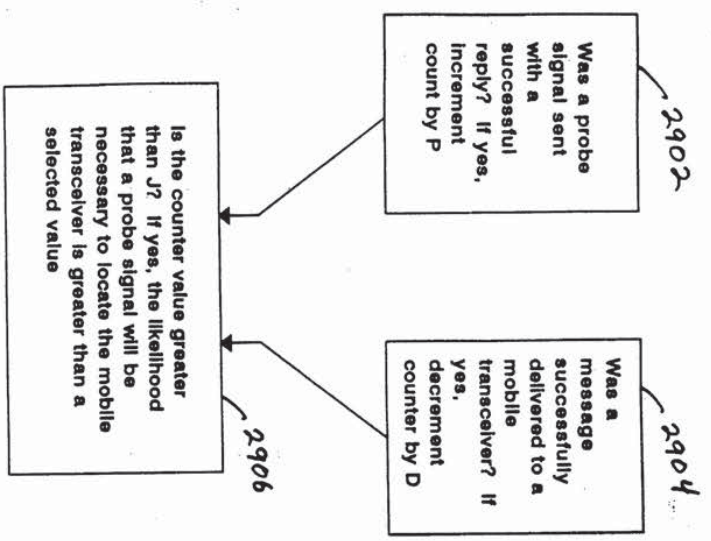 2902
Was a probe
signal sent
with a
successful
reply? If yes,
increment
count by P
2904
Was a
message
successfully
delivered to a
mobile
transceiver? If
yes,
decrement
counter by D
2906
Is the counter value greater
than J? If yes, the likelihood
that a probe signal will be
necessary to locate the mobile
transceiver is greater than a
selected value